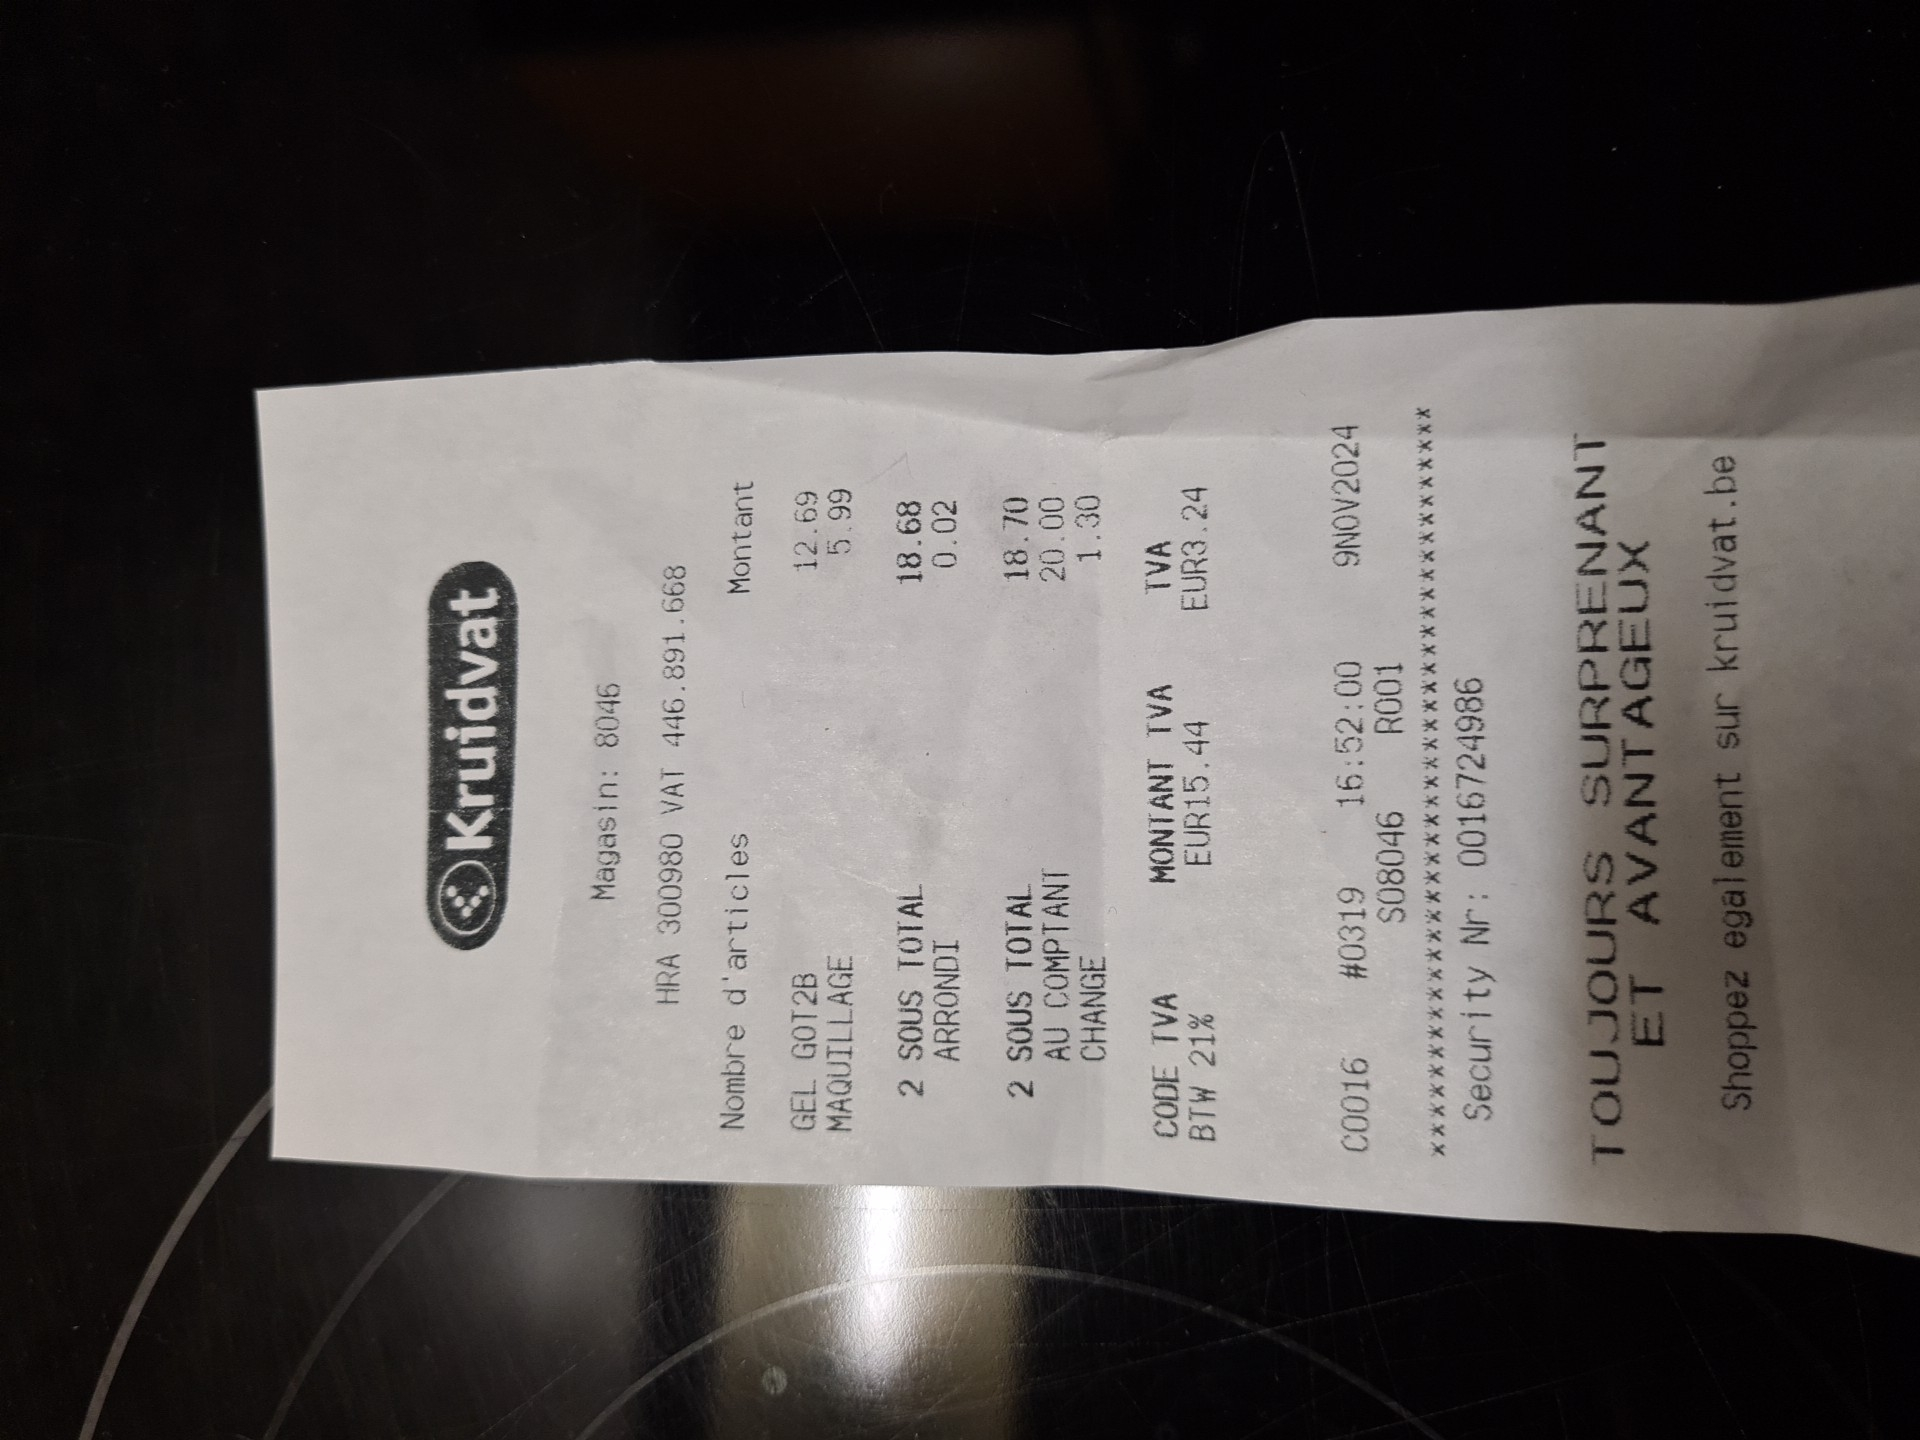 Kruidvat
Magasin: 8046
HRA 300980 VAT 446.891.668
Nombre d'articles Montant
GEL GOT2B 12.69
MAQUILLAGE 5.99
2 SOUS TOTAL 18.68
ARRONDI 0.02
2 SOUS TOTAL 18.70
AU COMPTANT 20.00
CHANGE 1.30
CODE TVA MONTANT TVA TVA
BTW 21% EUR15.44 EUR3.24
C0016 #0319 16:52:00 9NOV2024
S08046 R001
******************************************
Security Nr: 0016724986
TOUJOURS SURPRENANT
ET AVANTAGEUX
Shoppez egalement sur kruidvat.be